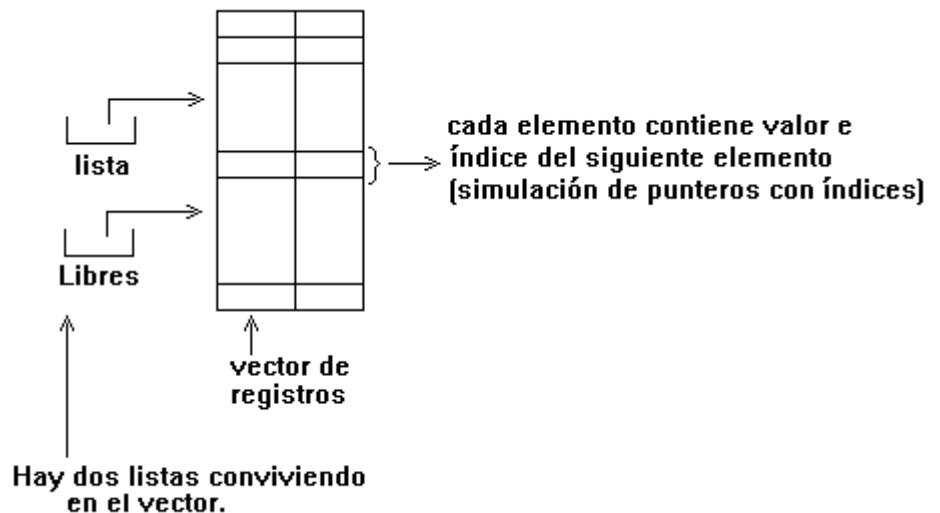 cada elemento contiene valor e
índice del siguiente elemento
(simulación de punteros con índices)
lista
Libres
vector de
registros
Hay dos listas conviviendo
en el vector.